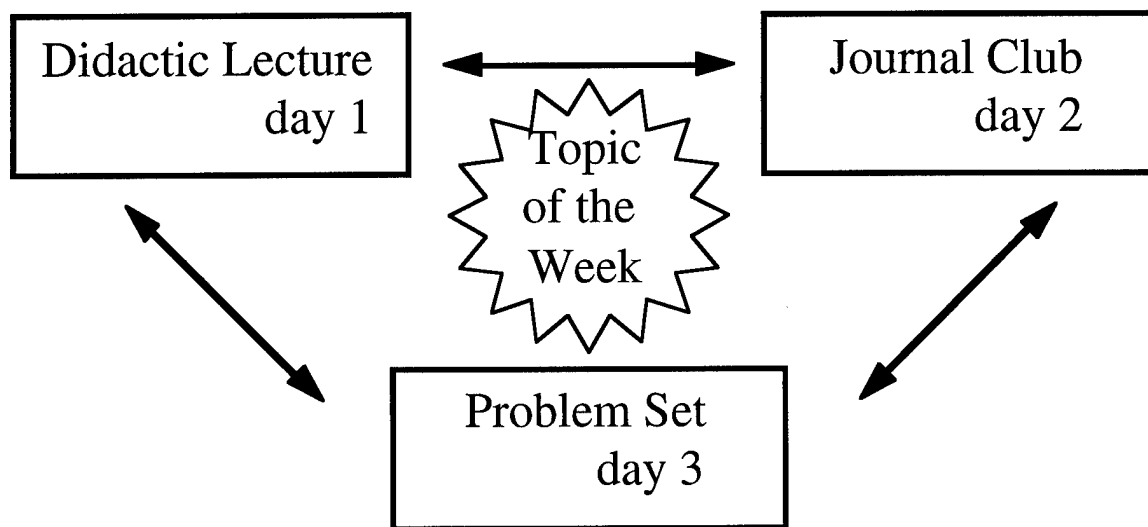 Didactic Lecture
day 1
Journal Club
day 2
Topic
of the
Week
Problem Set
day 3